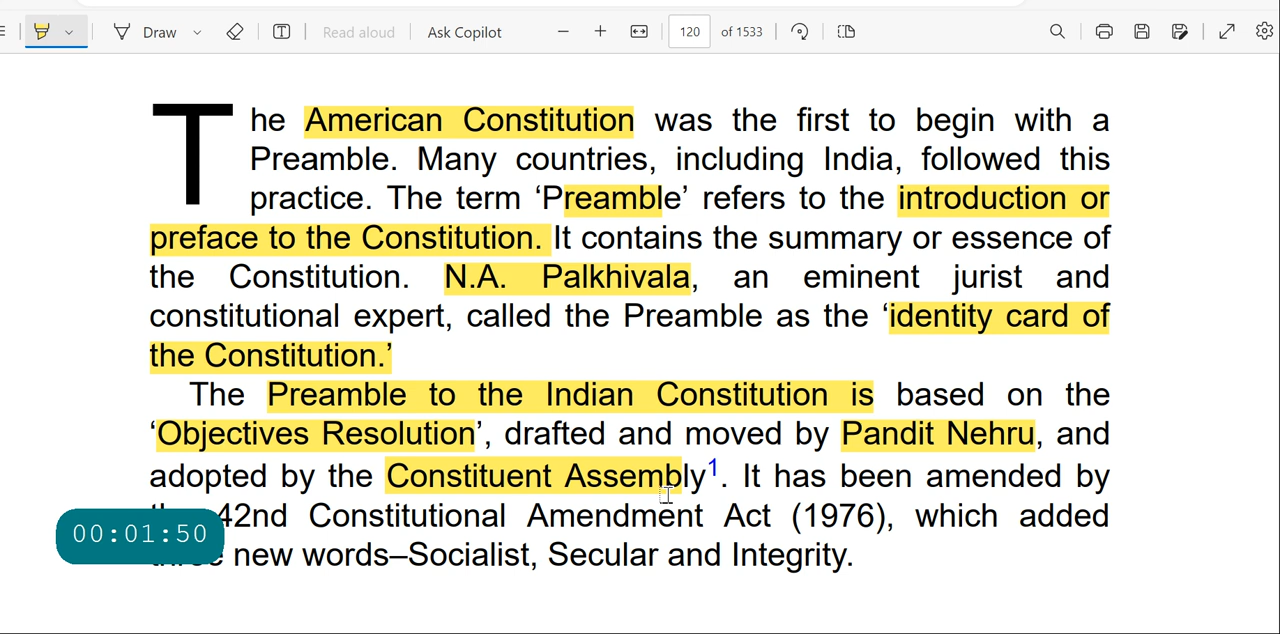 Draw Read aloud Ask Copilot 120 of 1533
The American Constitution was the first to begin with a
Preamble. Many countries, including India, followed this
practice. The term ‘Preamble’ refers to the introduction or
preface to the Constitution. It contains the summary or essence of
the Constitution. N.A. Palkhivala, an eminent jurist and
constitutional expert, called the Preamble as the ‘identity card of
the Constitution.’
The Preamble to the Indian Constitution is based on the
‘Objectives Resolution’, drafted and moved by Pandit Nehru, and
adopted by the Constituent Assembly1. It has been amended by
42nd Constitutional Amendment Act (1976), which added
new words–Socialist, Secular and Integrity.
00:01:50